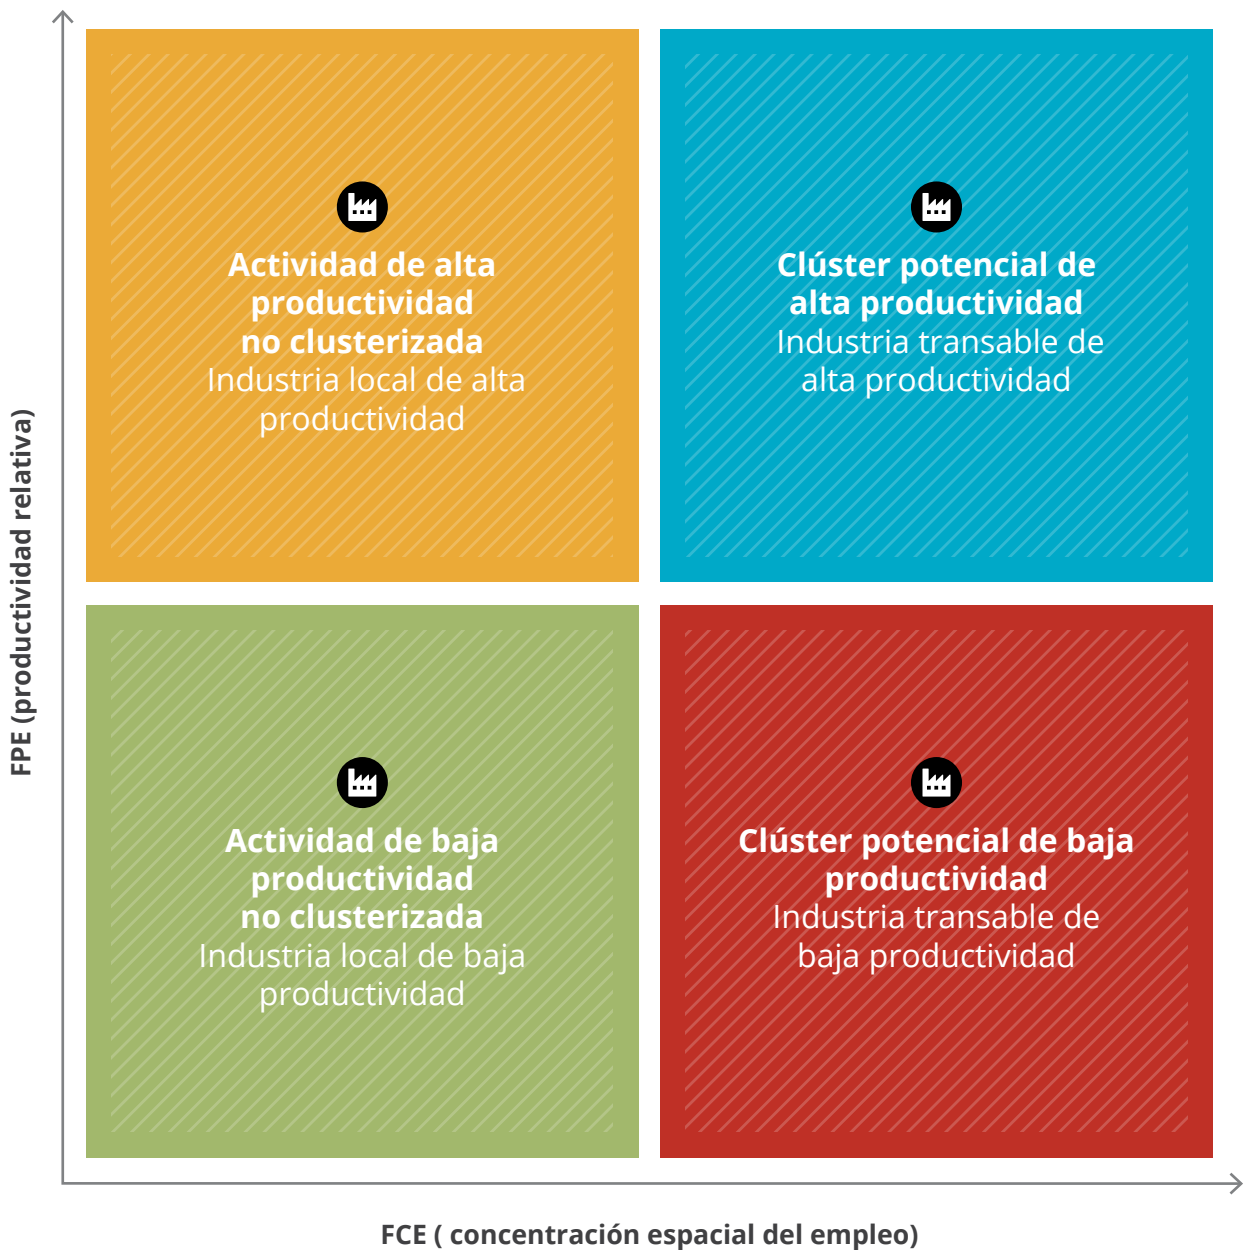 Actividad de alta
productividad
no clusterizada
Industria local de alta
productividad
Clúster potencial de
alta productividad
Industria transable de
alta productividad
FPE (productividad relativa)
Actividad de baja
productividad
no clusterizada
Industria local de baja
productividad
Clúster potencial de baja
productividad
Industria transable de
baja productividad
FCE ( concentración espacial del empleo)